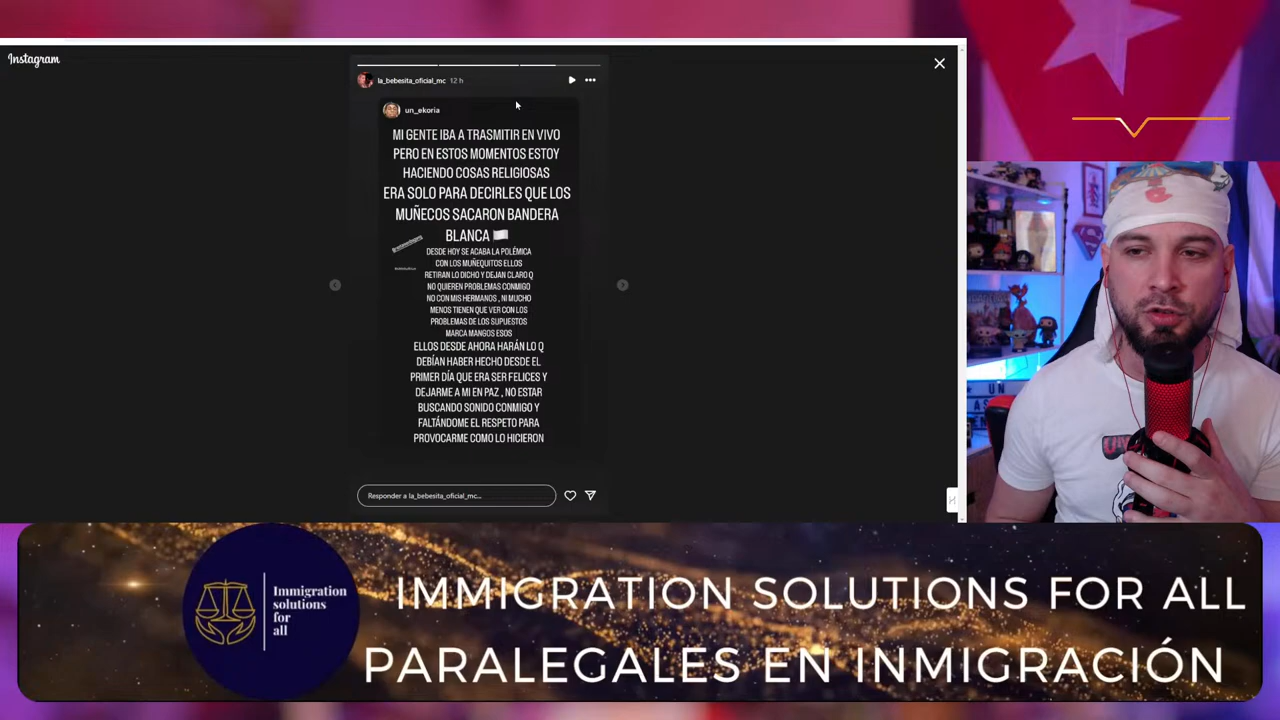 Instagram
la_bebesita_oficial_mc 12 h
un_ekoria
MI GENTE IBA A TRASMITIR EN VIVO
PERO EN ESTOS MOMENTOS ESTOY
HACIENDO COSAS RELIGIOSAS
ERA SOLO PARA DECIRLES QUE LOS
MUÑECOS SACARON BANDERA
BLANCA
DESDE HOY SE ACABA LA POLÉMICA
CON LOS MUÑEQUITOS ELLOS
RETIRAN LO DICHO Y DEJAN CLARO Q
NO QUIEREN PROBLEMAS CONMIGO
NO CON MIS HERMANOS , NI MUCHO
MENOS TIENEN QUE VER CON LOS
PROBLEMAS DE LOS SUPUESTOS
MARCA MANGOS ESOS
ELLOS DESDE AHORA HARÁN LO Q
DEBÍAN HABER HECHO DESDE EL
PRIMER DÍA QUE ERA SER FELICES Y
DEJARME A MI EN PAZ , NO ESTAR
BUSCANDO SONIDO CONMIGO Y
FALTÁNDOME EL RESPETO PARA
PROVOCARME COMO LO HICIERON
Responder a la_bebesita_oficial_mc...
Immigration
solutions
for
all
IMMIGRATION SOLUTIONS FOR ALL
PARALEGALES EN INMIGRACIÓN